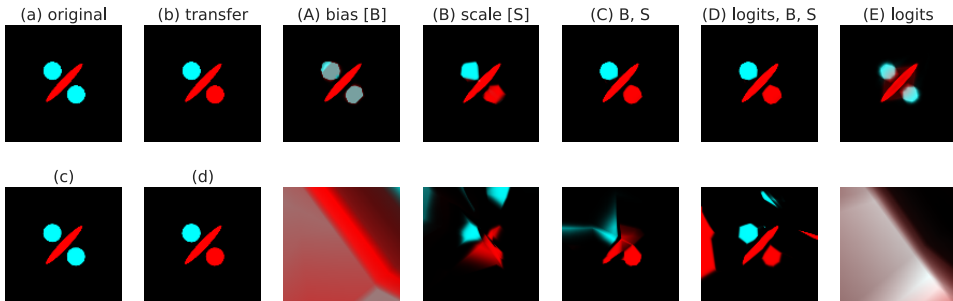 (a) original (b) transfer (A) bias [B] (B) scale [S] (C) B, S (D) logits, B, S (E) logits
(c) (d)